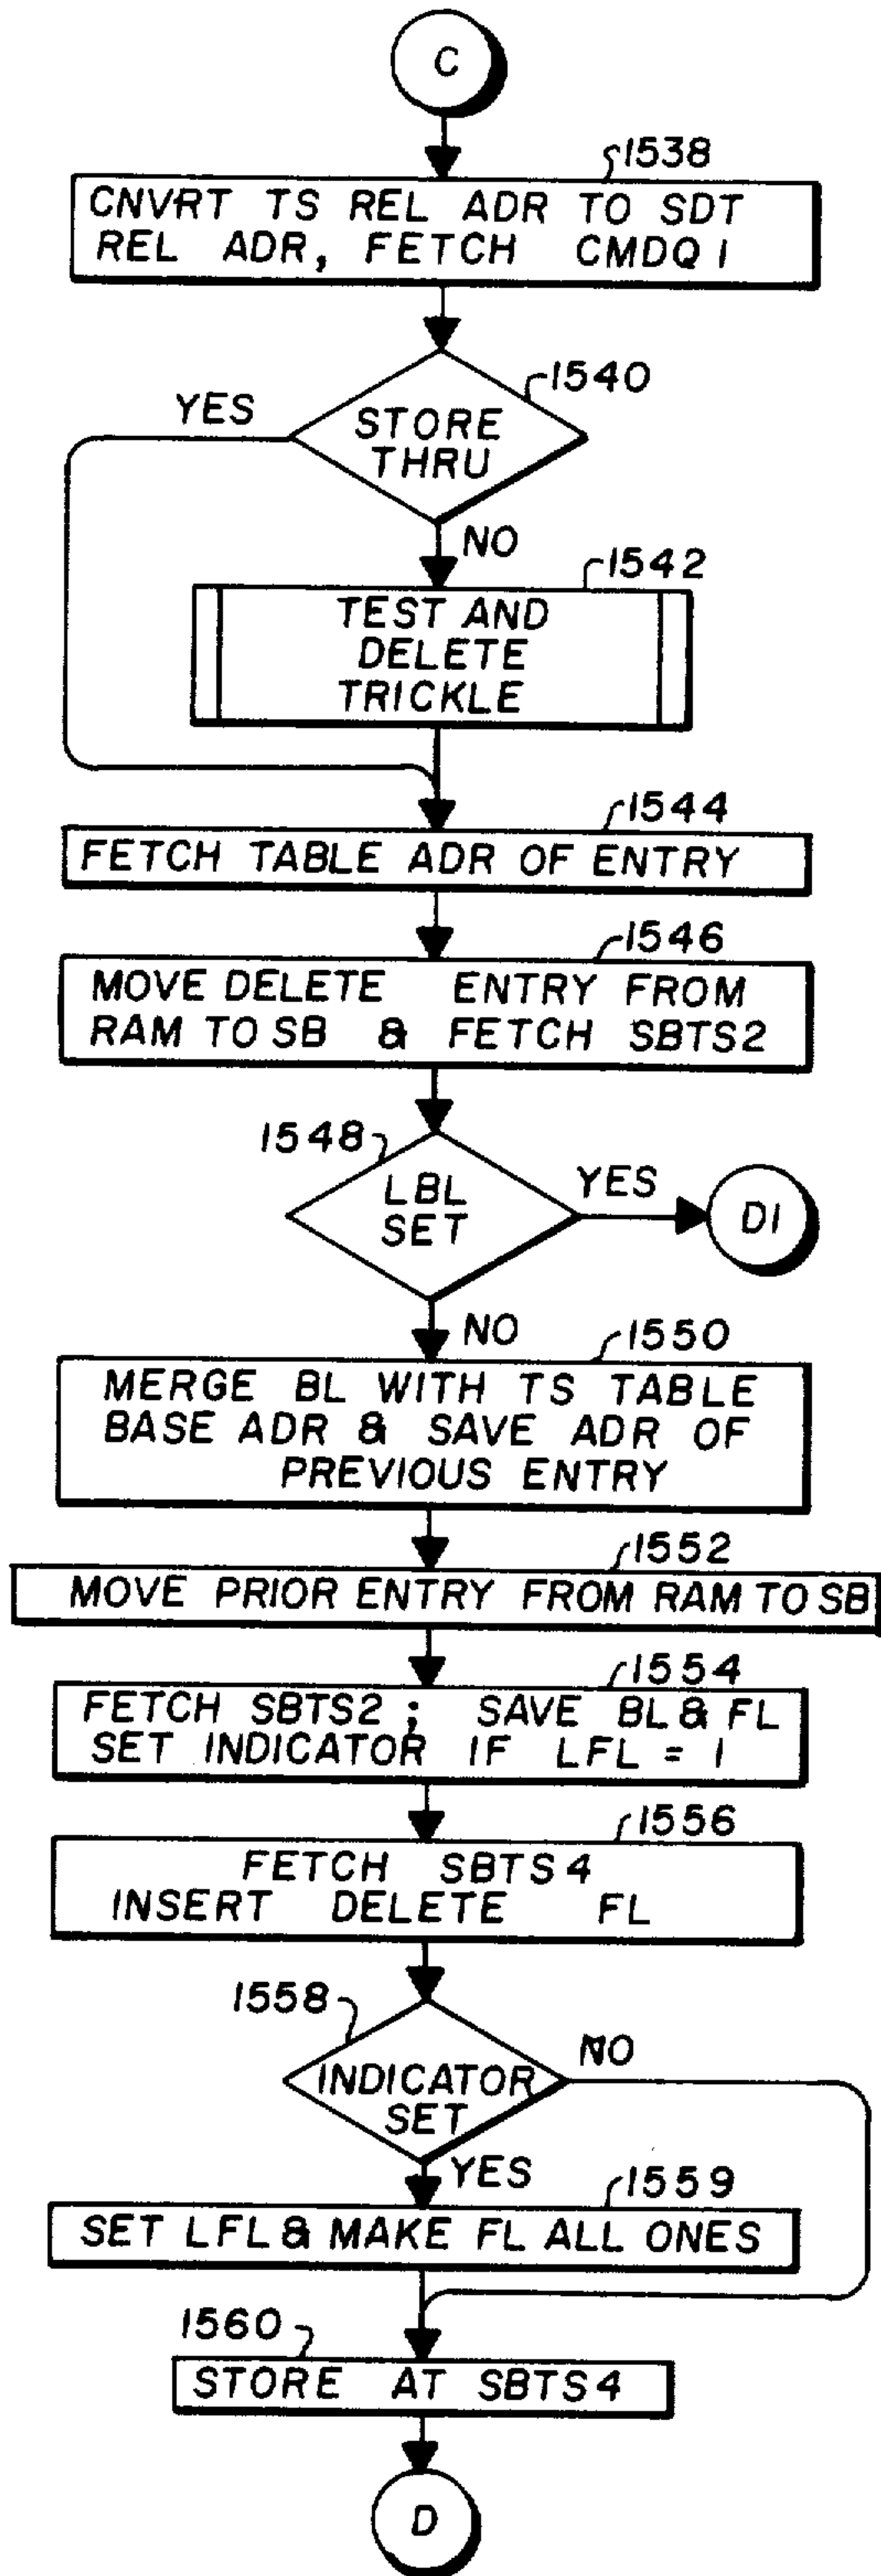 C
1538
CNVRT TS REL ADR TO SDT
REL ADR, FETCH CMDQ1
1540
YES
STORE
THRU
NO
1542
TEST AND
DELETE
TRICKLE
1544
FETCH TABLE ADR OF ENTRY
1546
MOVE DELETE ENTRY FROM
RAM TO SB & FETCH SBTS2
1548
LBL
SET
YES
D1
NO
1550
MERGE BL WITH TS TABLE
BASE ADR & SAVE ADR OF
PREVIOUS ENTRY
1552
MOVE PRIOR ENTRY FROM RAM TO SB
1554
FETCH SBTS2; SAVE BL & FL
SET INDICATOR IF LFL = 1
1556
FETCH SBTS4
INSERT DELETE FL
1558
INDICATOR
SET
NO
YES
1559
SET LFL & MAKE FL ALL ONES
1560
STORE AT SBTS4
D